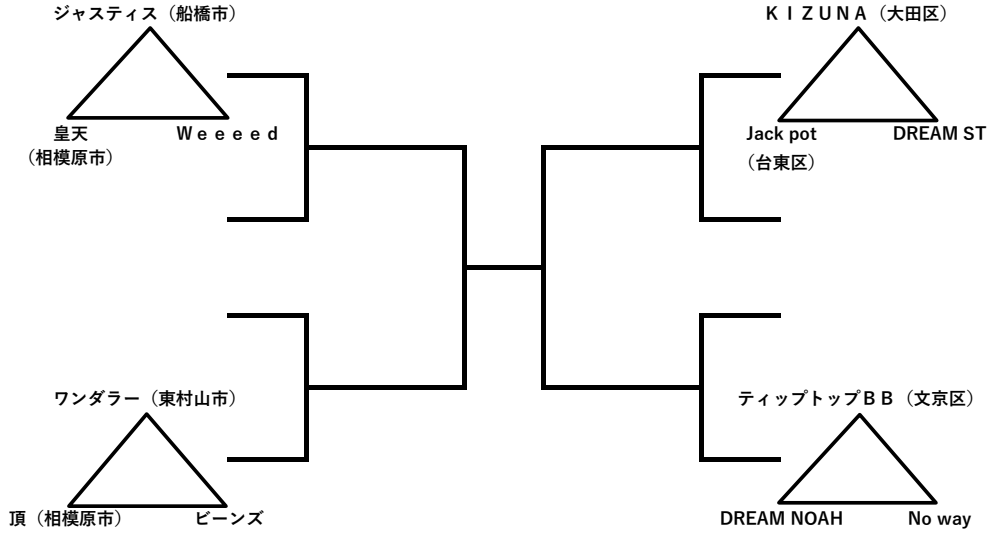 ジャスティス（船橋市）
ＫＩＺＵＮＡ（大田区）
皇天
（相模原市）
Ｗｅｅｅｅｄ
Jack pot
（台東区）
DREAM ST
ワンダラー（東村山市）
ティップトップＢＢ（文京区）
頂（相模原市）
ビーンズ
DREAM NOAH
No way